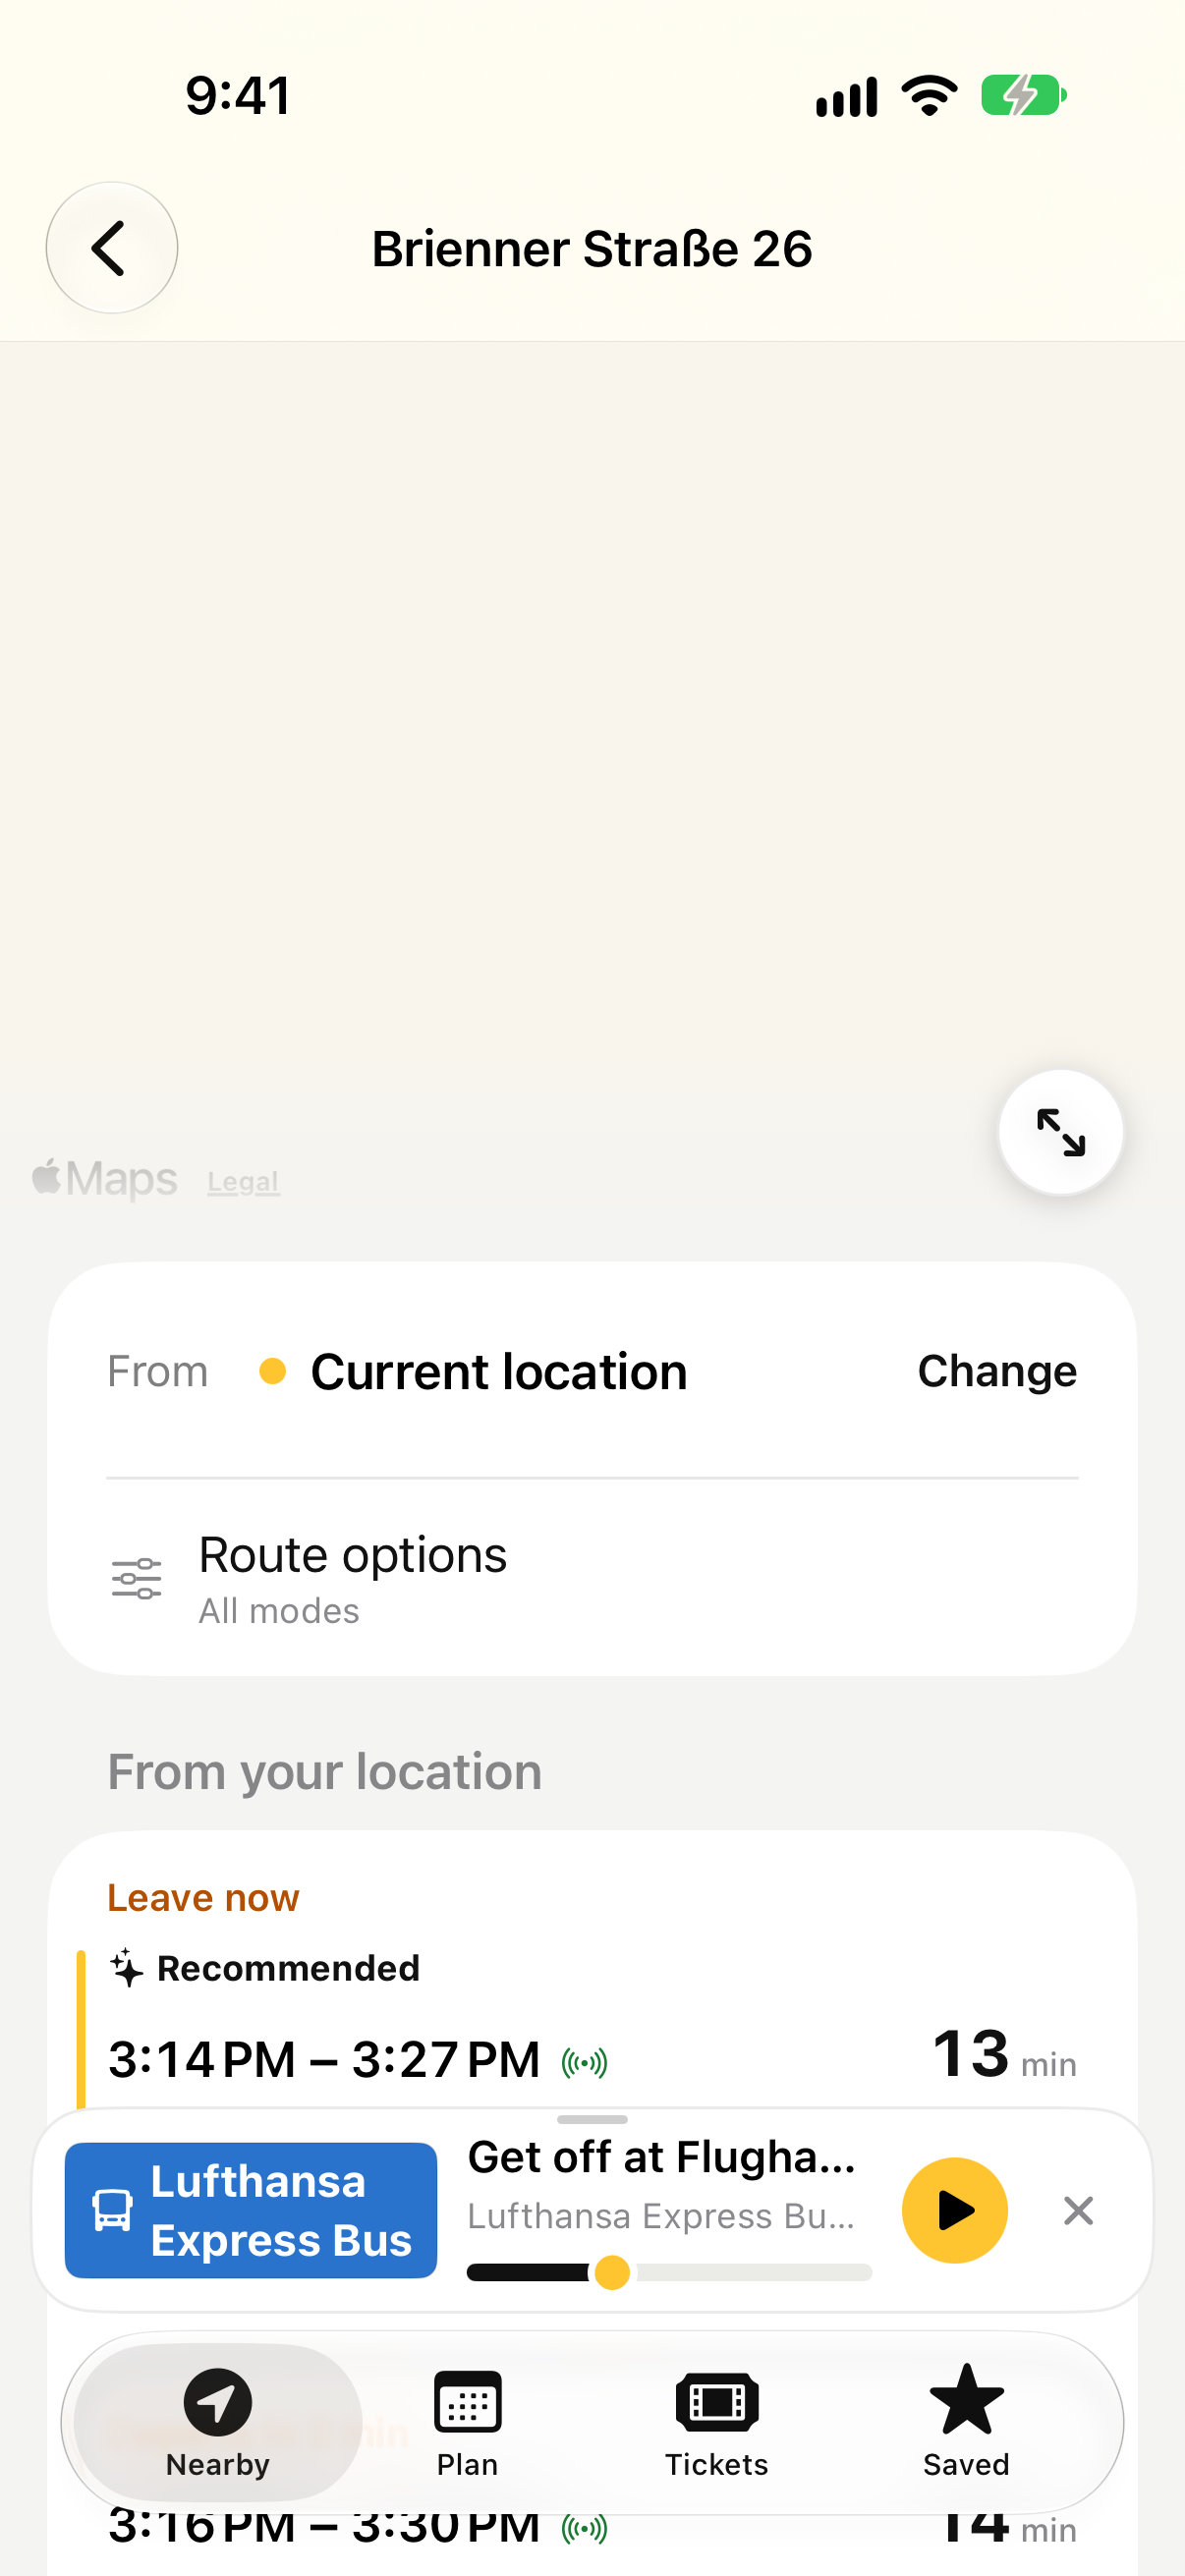 9:41
Brienner Straße 26
Maps Legal
From Current location Change
Route options
All modes
From your location
Leave now
Recommended
3:14 PM – 3:27 PM 13 min
Lufthansa
Express Bus
Get off at Flugha...
Lufthansa Express Bu...
Nearby Plan Tickets Saved
3:16 PM – 3:30 PM 14 min